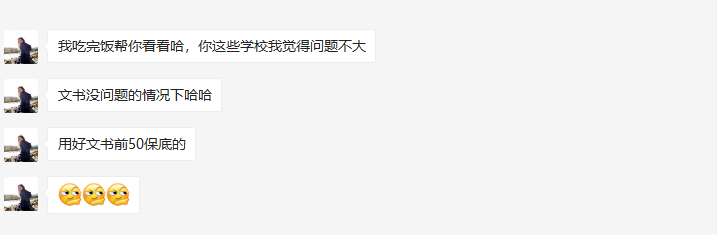 我吃完饭帮你看看哈，你这些学校我觉得问题不大
文书没问题的情况下哈哈
用好文书前50保底的